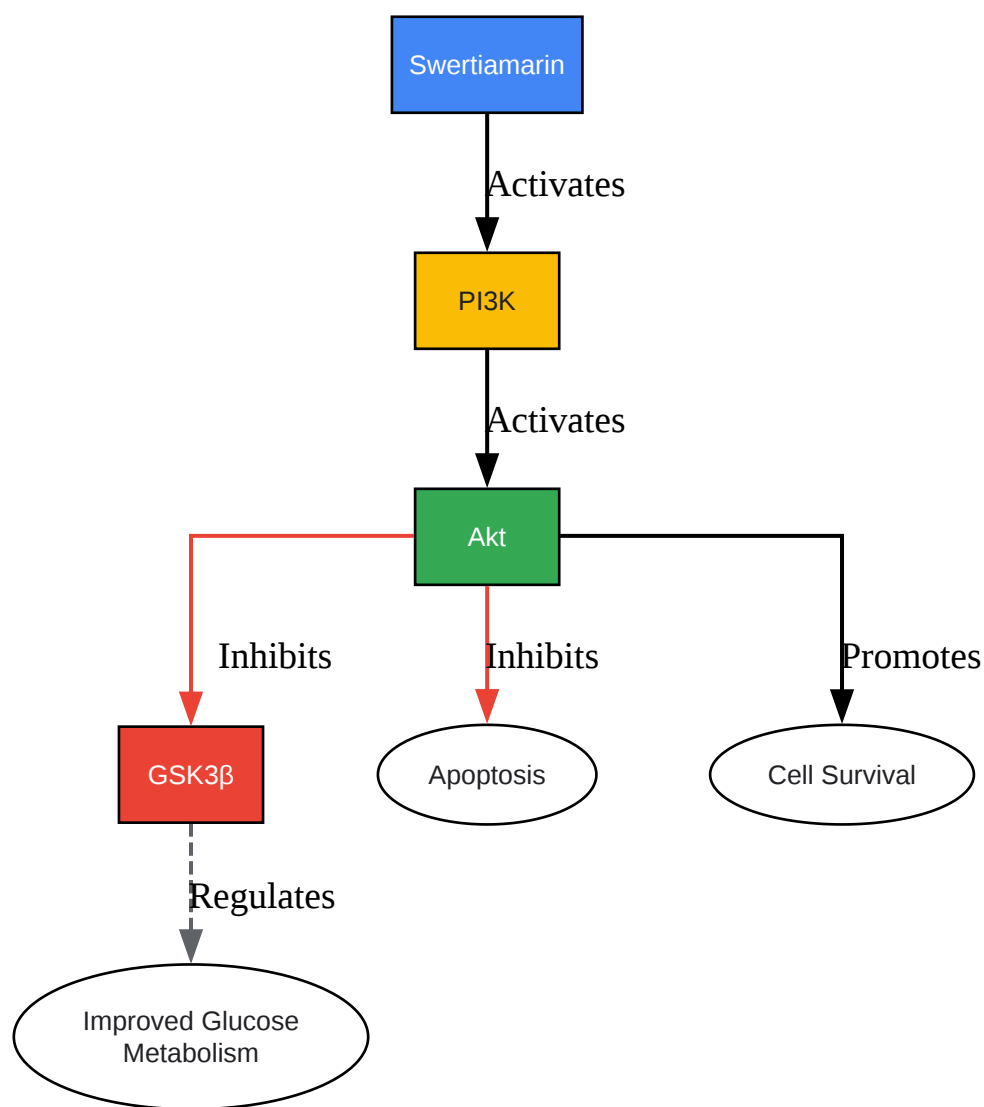 Swertiamarin
Activates
PI3K
Activates
Akt
Inhibits
Inhibits
Promotes
GSK3β
Apoptosis
Cell Survival
Regulates
Improved Glucose
Metabolism